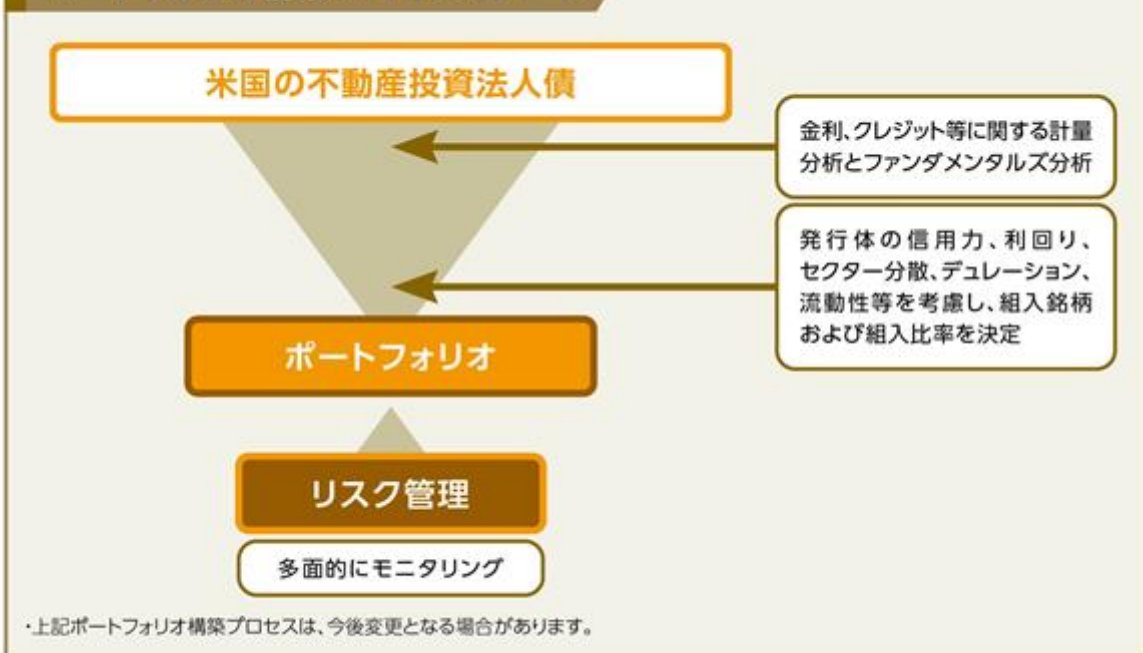 米国の不動産投資法人債
金利、クレジット等に関する計量
分析とファンダメンタルズ分析
発行体の信用力、利回り、
セクター分散、デュレーション、
流動性等を考慮し、組入銘柄
および組入比率を決定
ポートフォリオ
リスク管理
多面的にモニタリング
・上記ポートフォリオ構築プロセスは、今後変更となる場合があります。